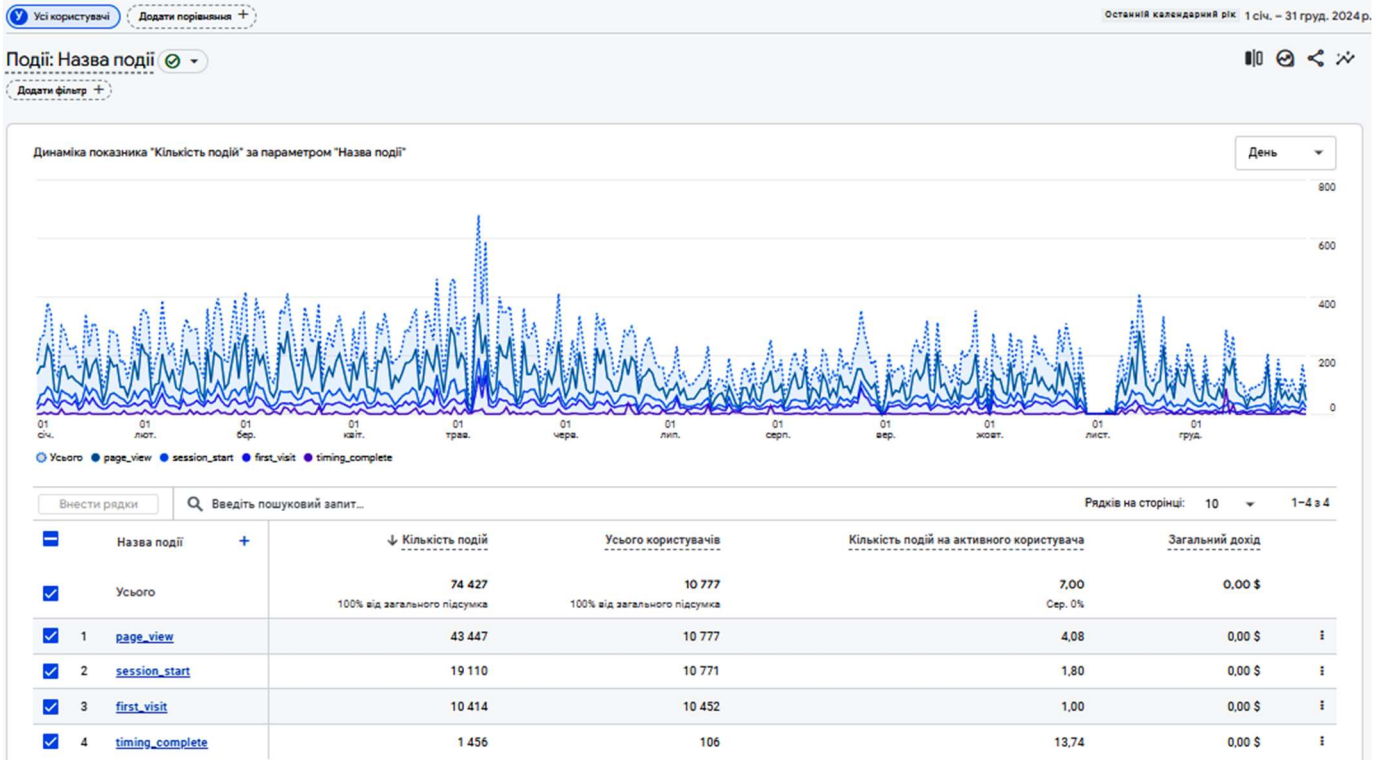 У Усі користувачі Додати порівняння + Останній календарний рік 1 січ. – 31 груд. 2024 р.
Події: Назва події
Додати фільтр +
Динаміка показника "Кількість подій" за параметром "Назва події" День
800
600
400
200
0
01 01 01 01 01 01 01 01 01 01 01 01
січ. лют. бер. квіт. трав. черв. лип. серп. вер. жовт. лист. груд.
Усього page_view session_start first_visit timing_complete
Внести рядки Введіть пошуковий запит... Рядків на сторінці: 10 1–4 з 4
Назва події + ↓ Кількість подій Усього користувачів Кількість подій на активного користувача Загальний дохід
Усього 74 427 10 777 7,00 0,00 $
100% від загального підсумка 100% від загального підсумка Сер. 0%
1 page_view 43 447 10 777 4,08 0,00 $
2 session_start 19 110 10 771 1,80 0,00 $
3 first_visit 10 414 10 452 1,00 0,00 $
4 timing_complete 1 456 106 13,74 0,00 $